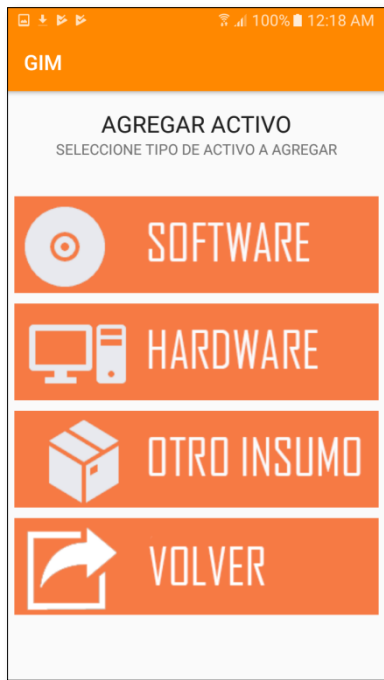 100% 12:18 AM
GIM
AGREGAR ACTIVO
SELECCIONE TIPO DE ACTIVO A AGREGAR
SOFTWARE
HARDWARE
OTRO INSUMO
VOLVER